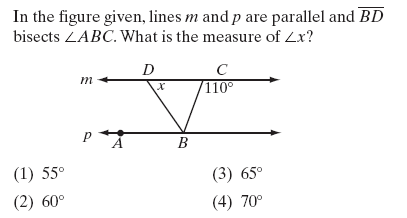 In the figure given, lines m and p are parallel and BD
bisects ∠ABC. What is the measure of ∠x?
D C
m x 110°
p A B
(1) 55° (3) 65°
(2) 60° (4) 70°